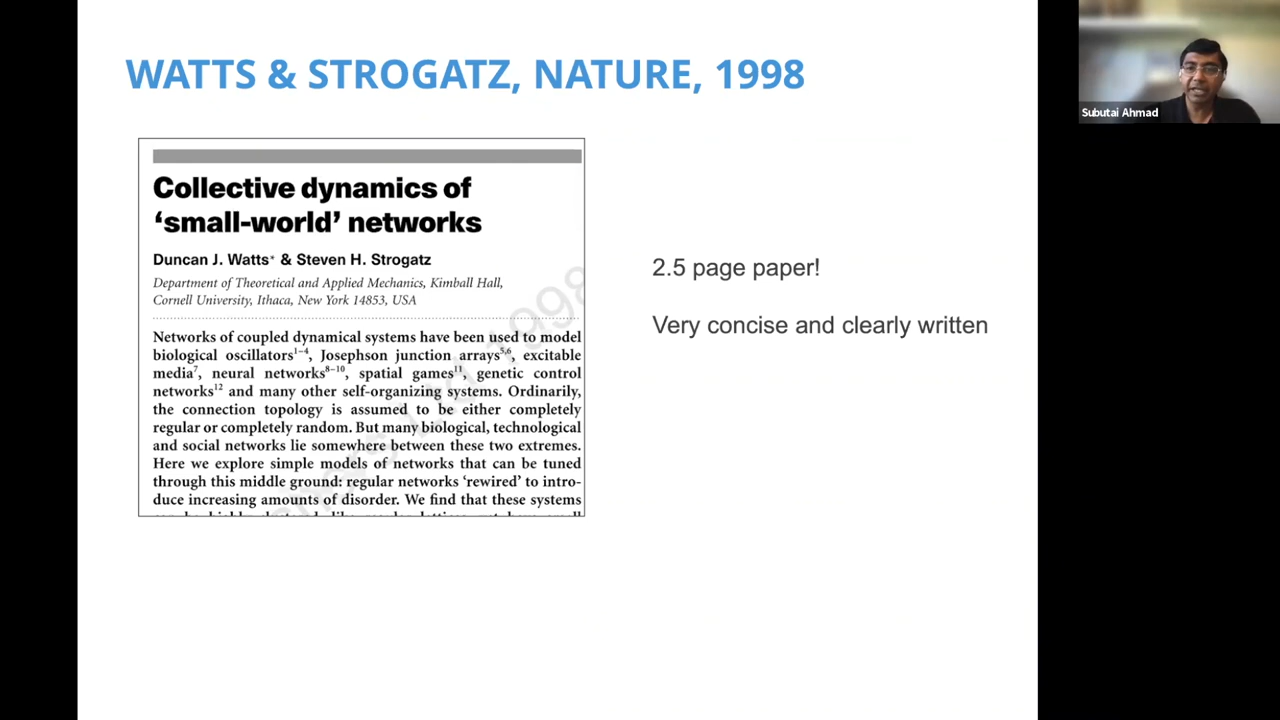 WATTS & STROGATZ, NATURE, 1998
Subutai Ahmad
Collective dynamics of
‘small-world’ networks
Duncan J. Watts* & Steven H. Strogatz
Department of Theoretical and Applied Mechanics, Kimball Hall,
Cornell University, Ithaca, New York 14853, USA
Networks of coupled dynamical systems have been used to model
biological oscillators1–4, Josephson junction arrays5,6, excitable
media7, neural networks8–10, spatial games11, genetic control
networks12 and many other self-organizing systems. Ordinarily,
the connection topology is assumed to be either completely
regular or completely random. But many biological, technological
and social networks lie somewhere between these two extremes.
Here we explore simple models of networks that can be tuned
through this middle ground: regular networks ‘rewired’ to intro-
duce increasing amounts of disorder. We find that these systems
2.5 page paper!
Very concise and clearly written